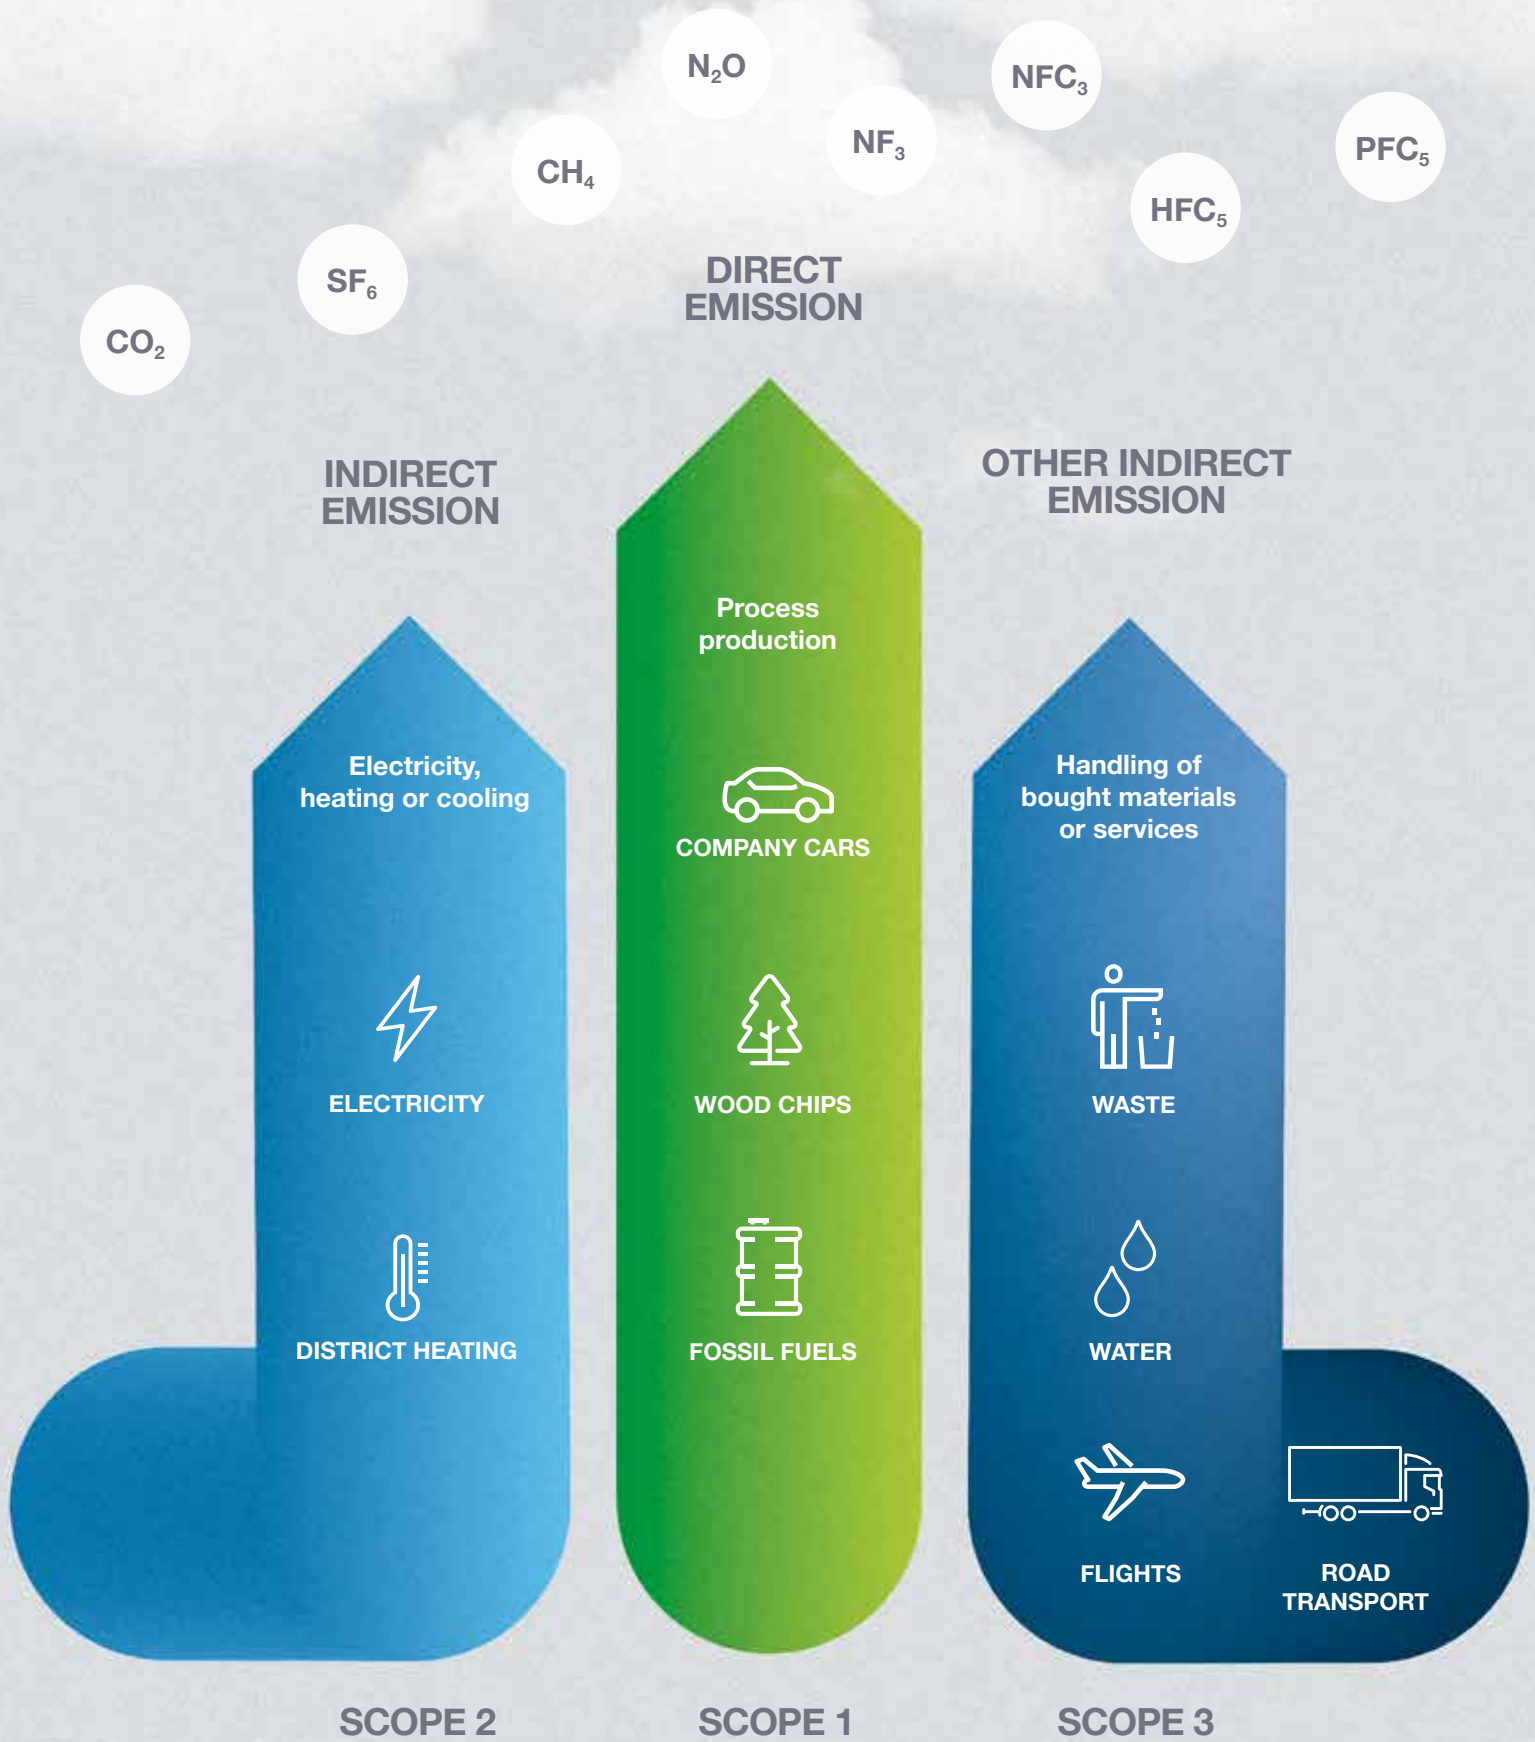 N₂O
NFC₃
NF₃
PFC₅
CH₄
HFC₅
SF₆
CO₂
DIRECT
EMISSION
INDIRECT
EMISSION
OTHER INDIRECT
EMISSION
Electricity,
heating or cooling
ELECTRICITY
DISTRICT HEATING
SCOPE 2
Process
production
COMPANY CARS
WOOD CHIPS
FOSSIL FUELS
SCOPE 1
Handling of
bought materials
or services
WASTE
WATER
FLIGHTS
ROAD
TRANSPORT
SCOPE 3